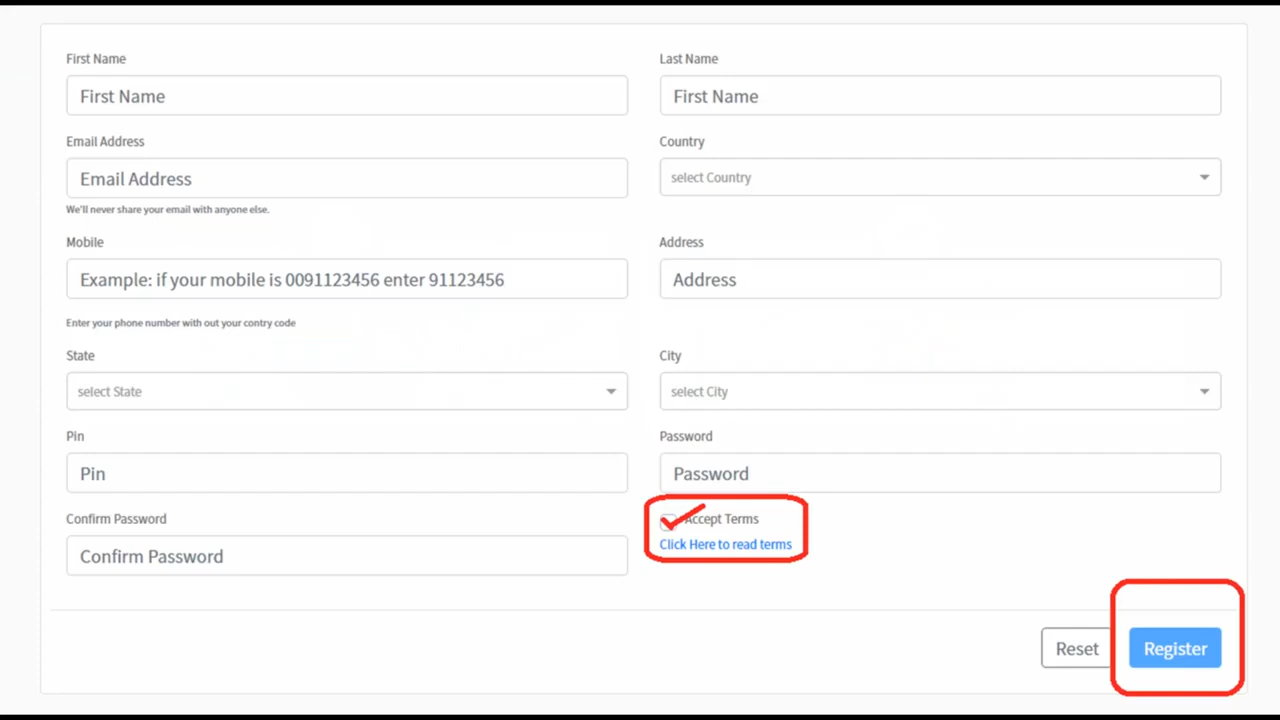 First Name
Last Name
First Name
First Name
Email Address
Country
Email Address
select Country
We'll never share your email with anyone else.
Mobile
Address
Example: if your mobile is 0091123456 enter 91123456
Address
Enter your phone number with out your contry code
State
City
select State
select City
Pin
Password
Pin
Password
Confirm Password
Accept Terms
Click Here to read terms
Confirm Password
Reset
Register